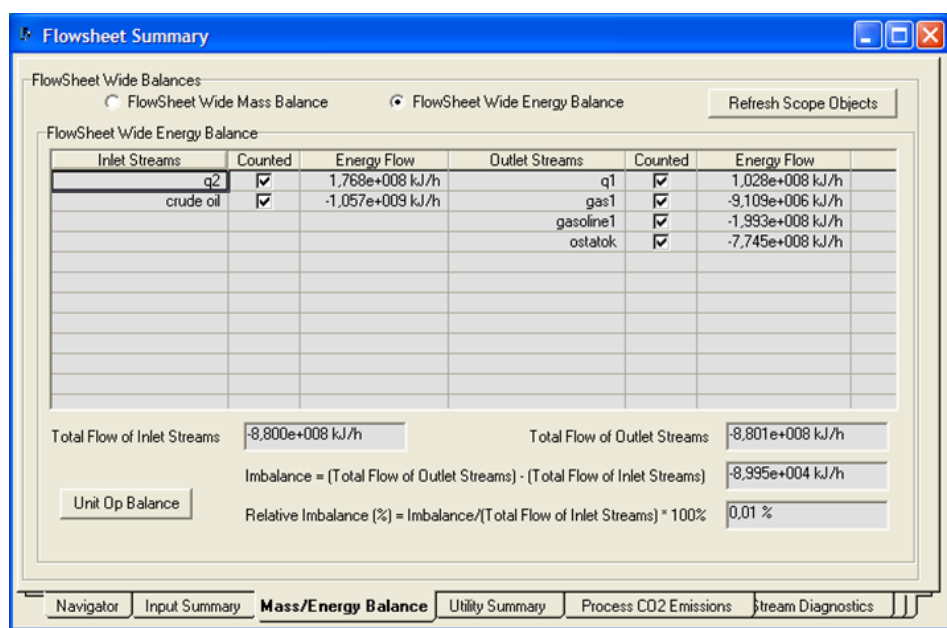 Flowsheet Summary
FlowSheet Wide Balances
FlowSheet Wide Mass Balance FlowSheet Wide Energy Balance Refresh Scope Objects
FlowSheet Wide Energy Balance
Inlet Streams Counted Energy Flow Outlet Streams Counted Energy Flow
q2 1,768e+008 kJ/h q1 1,028e+008 kJ/h
crude oil -1,057e+009 kJ/h gas1 -9,109e+006 kJ/h
gasoline1 -1,993e+008 kJ/h
ostatok -7,745e+008 kJ/h
Total Flow of Inlet Streams -8,800e+008 kJ/h Total Flow of Outlet Streams -8,801e+008 kJ/h
Imbalance = (Total Flow of Outlet Streams) - (Total Flow of Inlet Streams) -8,995e+004 kJ/h
Unit Op Balance
Relative Imbalance (%) = Imbalance/(Total Flow of Inlet Streams) * 100% 0,01 %
Navigator Input Summary Mass/Energy Balance Utility Summary Process CO2 Emissions Stream Diagnostics